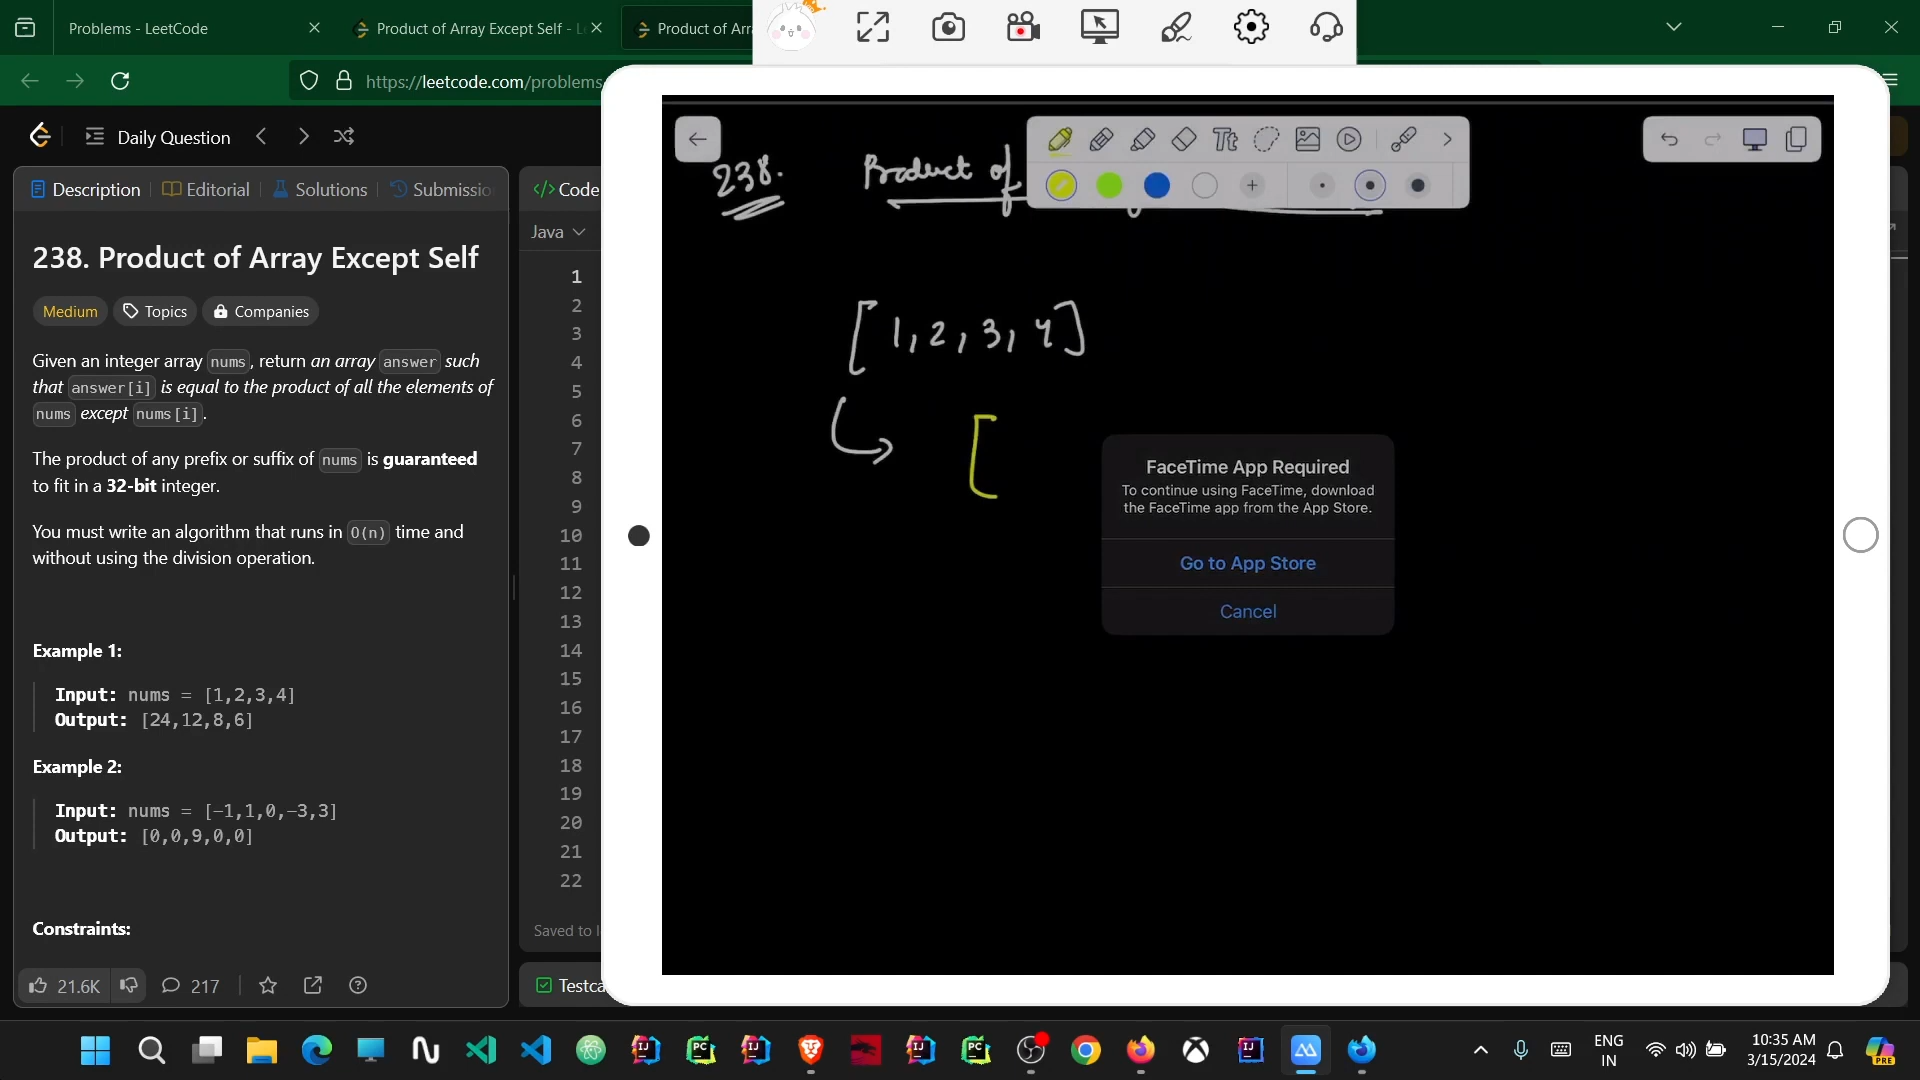 Problems - LeetCode
Product of Array Except Self - L
Product of Arr
https://leetcode.com/problems
Daily Question
Description
Editorial
Solutions
Submissio
238. Product of Array Except Self
Medium
Topics
Companies
Given an integer array nums, return an array answer such
that answer[i] is equal to the product of all the elements of
nums except nums[i].
The product of any prefix or suffix of nums is guaranteed
to fit in a 32-bit integer.
You must write an algorithm that runs in O(n) time and
without using the division operation.
Example 1:
Input: nums = [1,2,3,4]
Output: [24,12,8,6]
Example 2:
Input: nums = [-1,1,0,-3,3]
Output: [0,0,9,0,0]
Constraints:
21.6K
217
Code
Java
1
2
3
4
5
6
7
8
9
10
11
12
13
14
15
16
17
18
19
20
21
22
Saved to l
Testca
Tt
238.
Product of
[1,2,3,4]
[
FaceTime App Required
To continue using FaceTime, download
the FaceTime app from the App Store.
Go to App Store
Cancel
ENG
IN
10:35 AM
3/15/2024
PRE